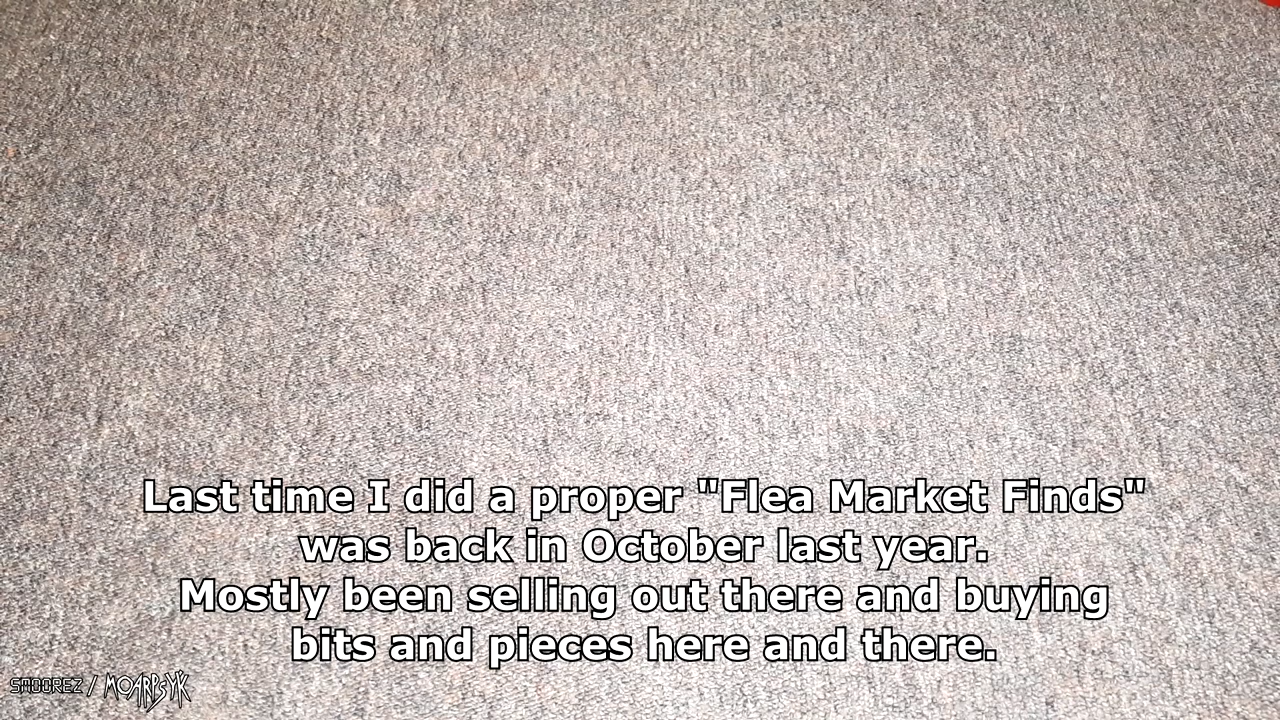 Last time I did a proper "Flea Market Finds"
was back in October last year.
Mostly been selling out there and buying
bits and pieces here and there.
SMOOREZ / MOARPSYK